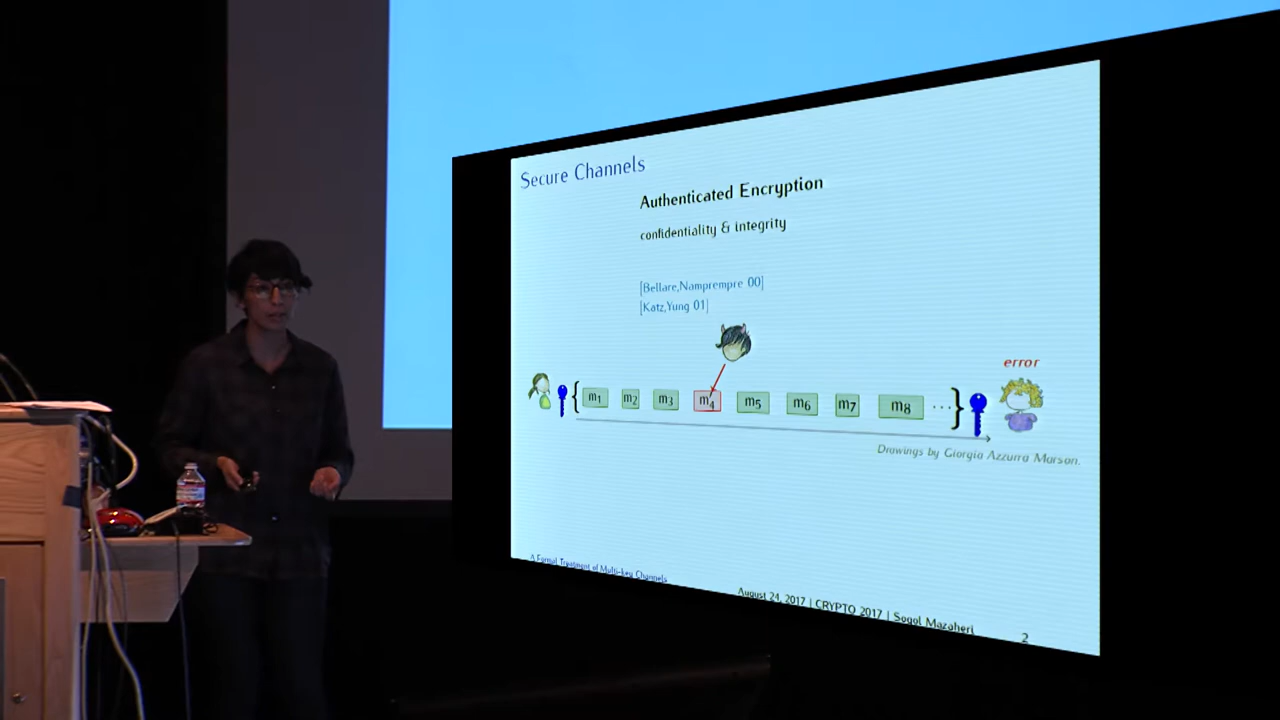 Secure Channels
Authenticated Encryption
confidentiality & integrity
[Bellare,Namprempre 00]
[Katz,Yung 01]
error
{ m1 m2 m3 m4 m5 m6 m7 m8 ... }
Drawings by Giorgia Azzurra Marson.
A Formal Treatment of Multi-key Channels
August 24, 2017 | CRYPTO 2017 | Sogol Mazaheri
2